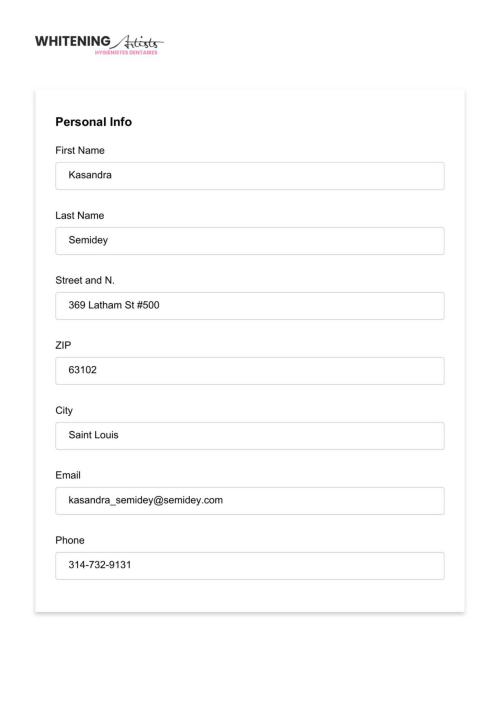 WHITENING Artists
HYGIÉNISTES DENTAIRES
Personal Info
First Name
Kasandra
Last Name
Semidey
Street and N.
369 Latham St #500
ZIP
63102
City
Saint Louis
Email
kasandra_semidey@semidey.com
Phone
314-732-9131